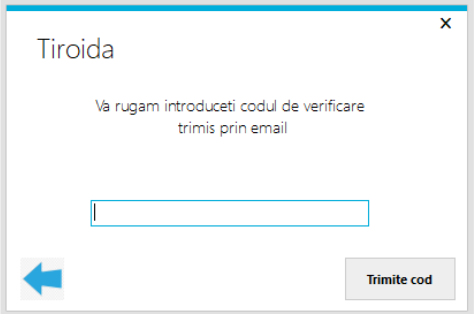 Tiroida
Va rugam introduceti codul de verificare
trimis prin email
Trimite cod